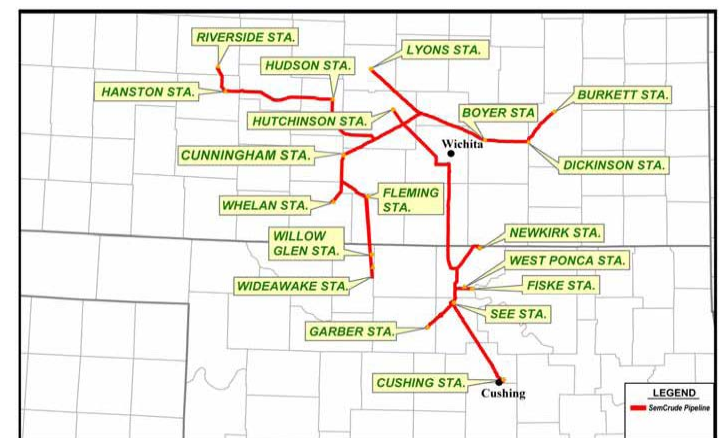 RIVERSIDE STA.
LYONS STA.
HUDSON STA.
HANSTON STA.
BURKETT STA.
BOYER STA
HUTCHINSON STA.
Wichita
CUNNINGHAM STA.
DICKINSON STA.
FLEMING
STA.
WHELAN STA.
NEWKIRK STA.
WILLOW
GLEN STA.
WEST PONCA STA.
WIDEAWAKE STA.
FISKE STA.
SEE STA.
GARBER STA.
CUSHING STA.
Cushing
LEGEND
SemCrude Pipeline